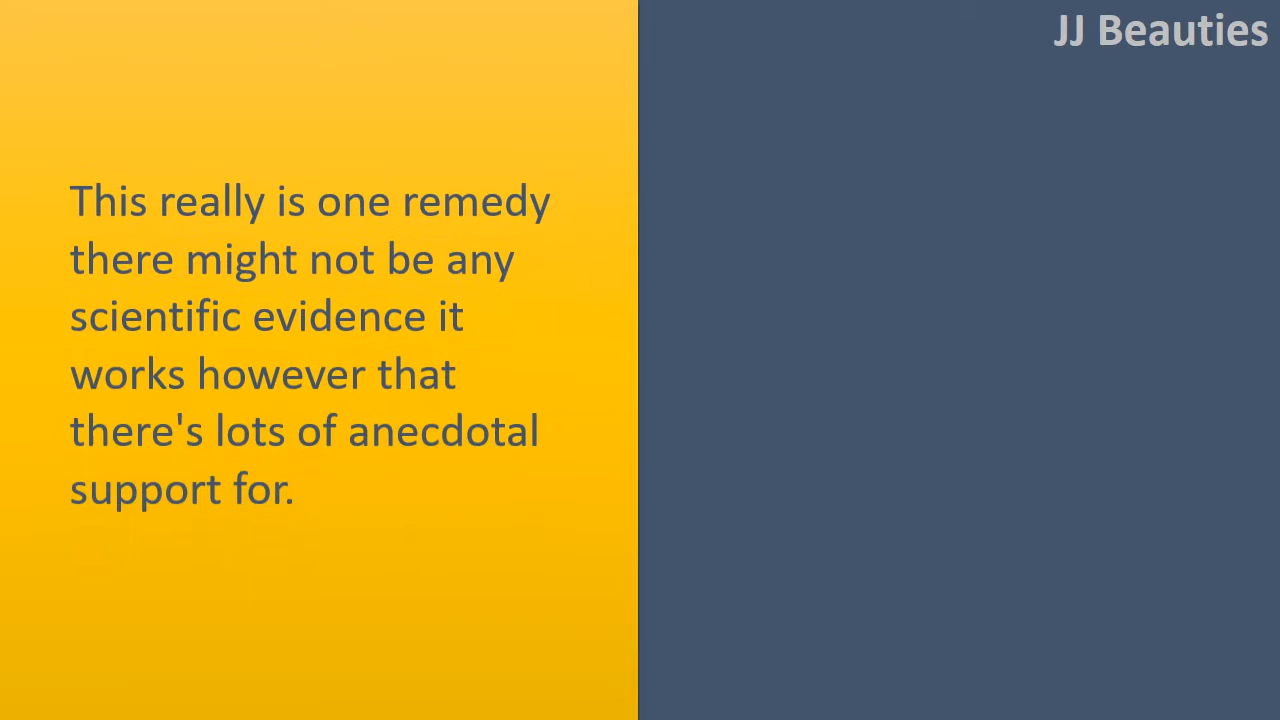 JJ Beauties
This really is one remedy
there might not be any
scientific evidence it
works however that
there's lots of anecdotal
support for.